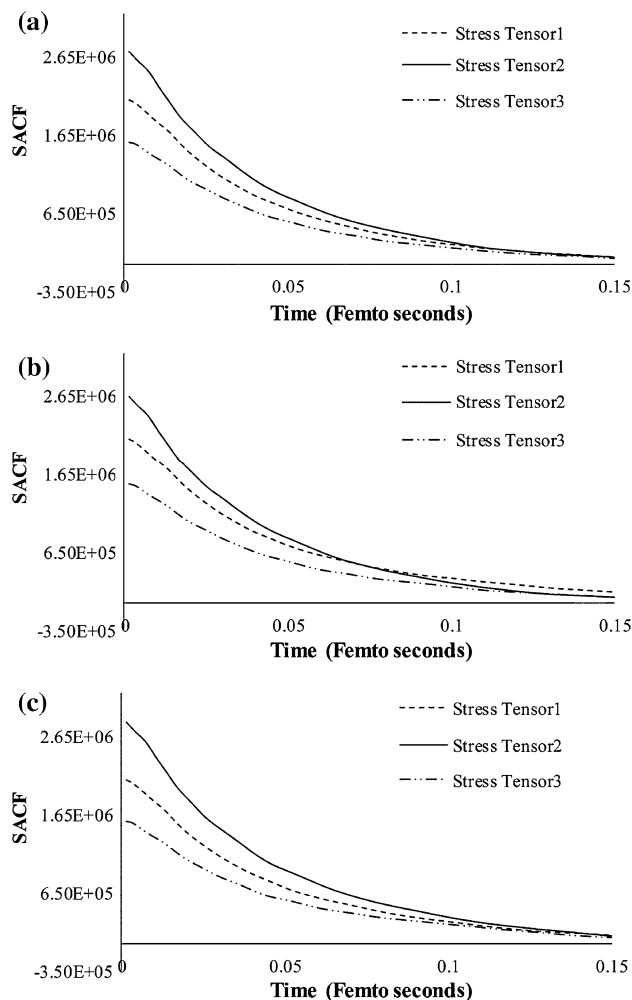 (a)
SACF
2.65E+06
1.65E+06
6.50E+05
-3.50E+05
Stress Tensor1
Stress Tensor2
Stress Tensor3
0 0.05 0.1 0.15
Time (Femto seconds)
(b)
SACF
2.65E+06
1.65E+06
6.50E+05
-3.50E+05
Stress Tensor1
Stress Tensor2
Stress Tensor3
0 0.05 0.1 0.15
Time (Femto seconds)
(c)
SACF
2.65E+06
1.65E+06
6.50E+05
-3.50E+05
Stress Tensor1
Stress Tensor2
Stress Tensor3
0 0.05 0.1 0.15
Time (Femto seconds)